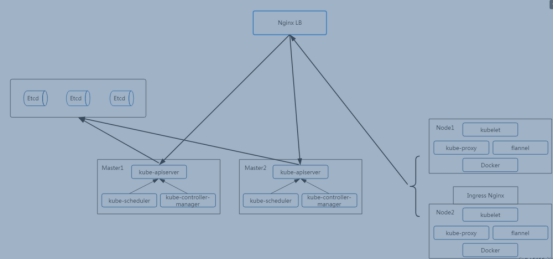 Nginx LB
Etcd
Etcd
Etcd
Master1
kube-apiserver
kube-scheduler
kube-controller-
manager
Master2
kube-apiserver
kube-scheduler
kube-controller-
manager
Node1
kubelet
kube-proxy
flannel
Docker
Ingress Nginx
Node2
kubelet
kube-proxy
flannel
Docker